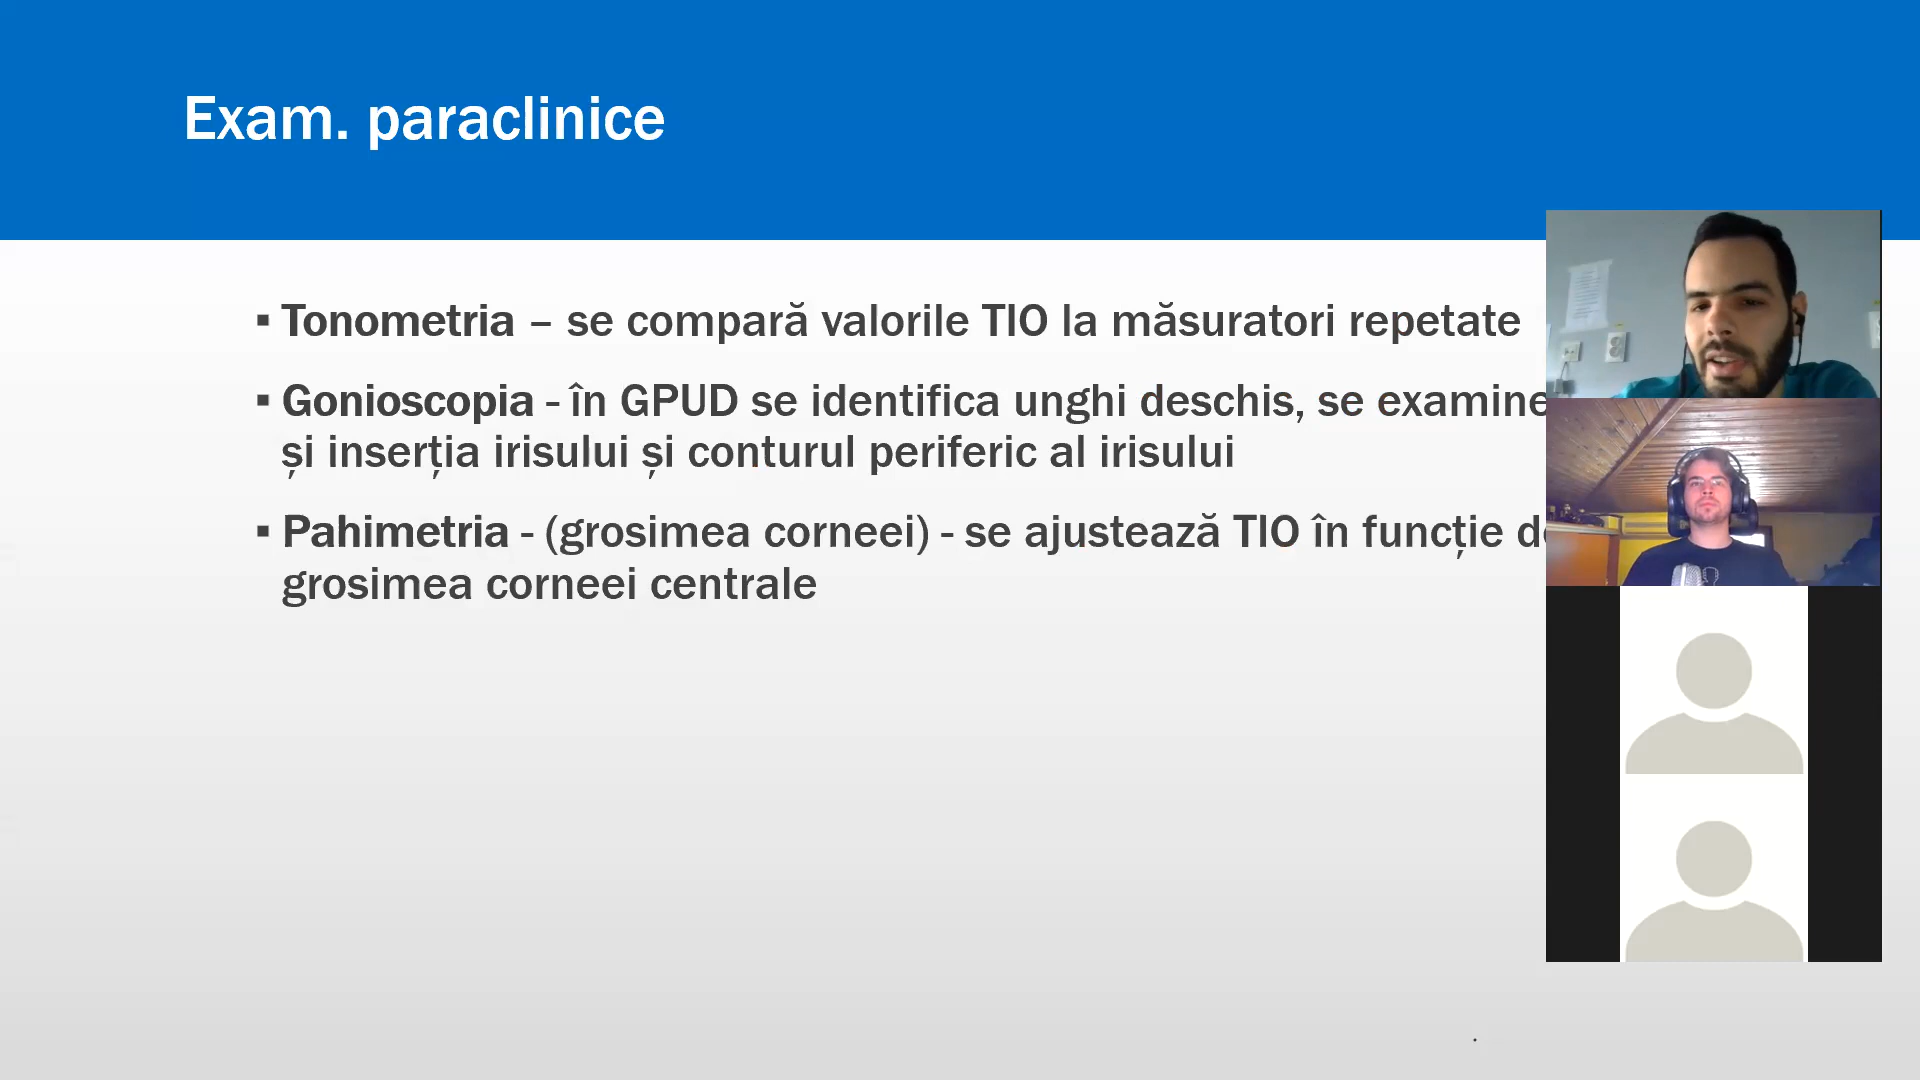 Exam. paraclinice
▪ Tonometria – se compară valorile TIO la măsuratori repetate
▪ Gonioscopia - în GPUD se identifica unghi deschis, se examine
și inserția irisului și conturul periferic al irisului
▪ Pahimetria - (grosimea corneei) - se ajustează TIO în funcție de
grosimea corneei centrale
.